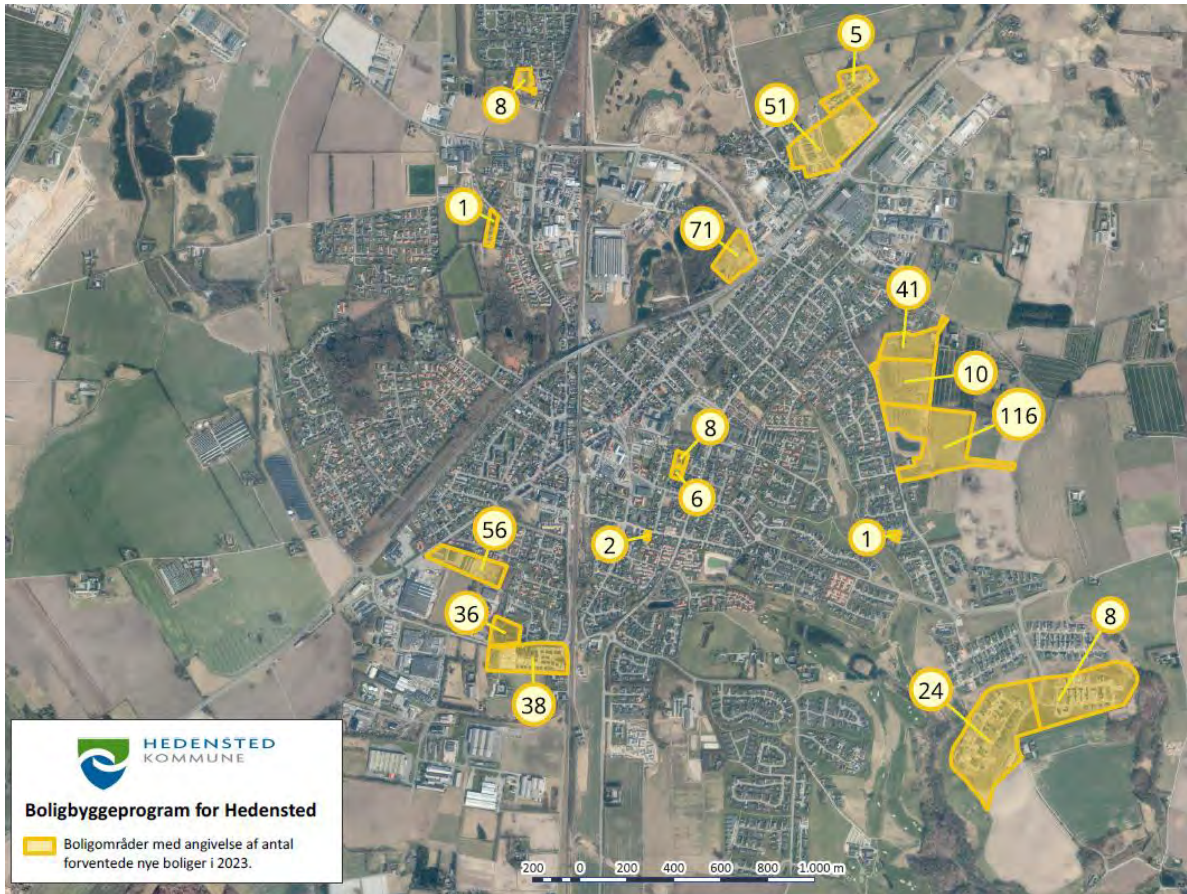 5
8
51
1
71
41
10
116
8
6
2
1
56
36
38
8
24
HEDENSTED
KOMMUNE
Boligbyggeprogram for Hedensted
Boligområder med angivelse af antal
forventede nye boliger i 2023.
200 0 200 400 600 800 1.000 m